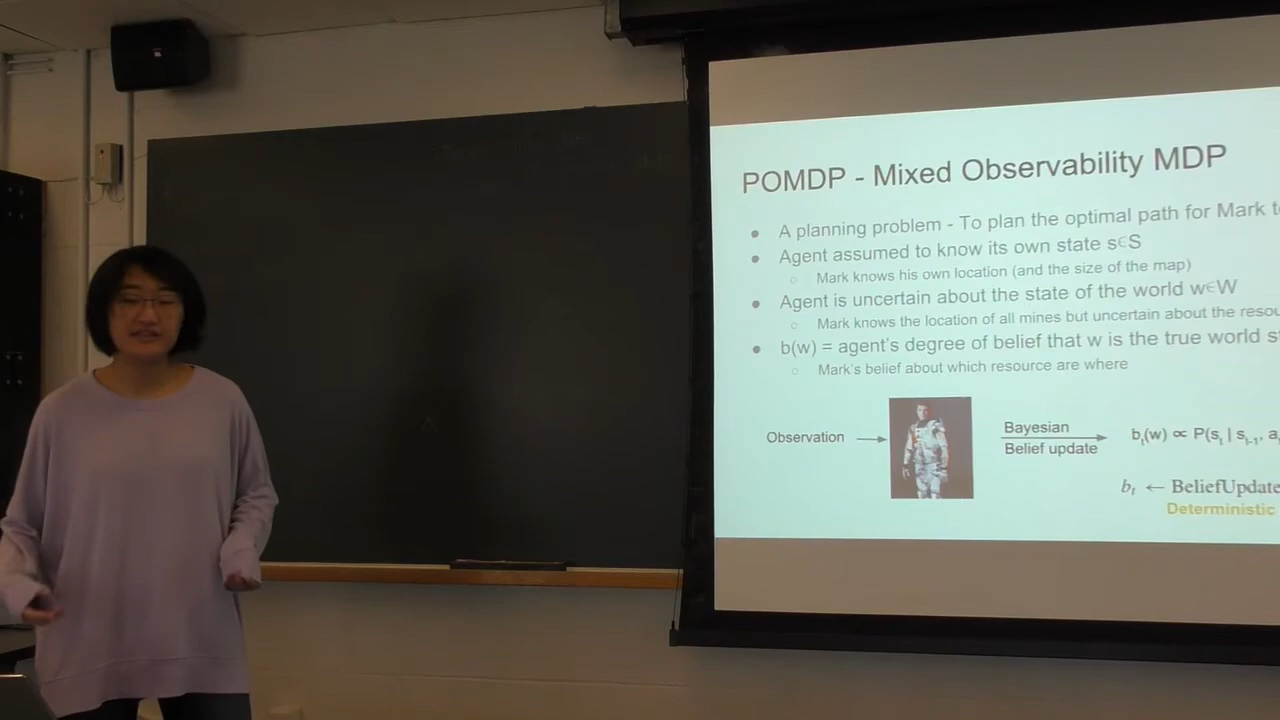 POMDP - Mixed Observability MDP
A planning problem - To plan the optimal path for Mark
Agent assumed to know its own state s∈S
Mark knows his own location (and the size of the map)
Agent is uncertain about the state of the world w∈W
Mark knows the location of all mines but uncertain about the
b(w) = agent's degree of belief that w is the true world
Mark's belief about which resource are where
Observation
Bayesian
Belief update
bₜ(w) ∝ P(sₜ | sₜ₋₁, a
bₜ ← BeliefUpdate
Deterministic